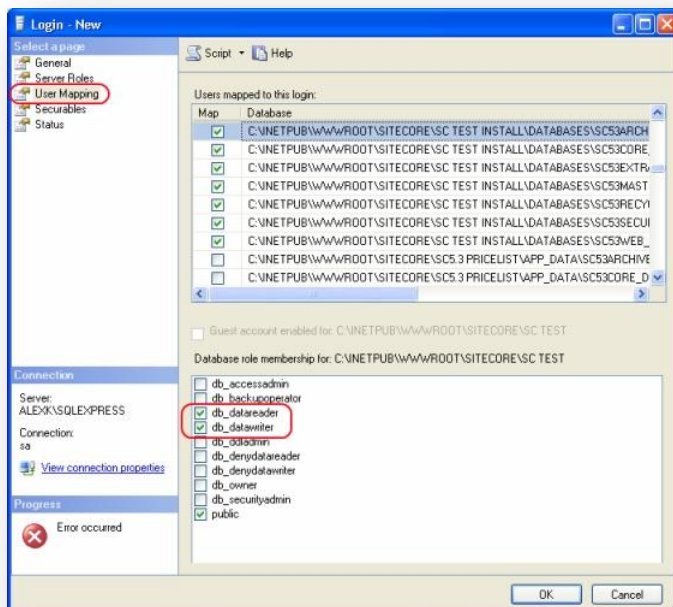 Login - New
Select a page
General
Server Roles
User Mapping
Securables
Status
Script Help
Users mapped to this login:
Map Database
C:\INETPUB\WWWROOT\SITECORE\SC TEST INSTALL\DATABASES\SC53ARCH
C:\INETPUB\WWWROOT\SITECORE\SC TEST INSTALL\DATABASES\SC53CORE_
C:\INETPUB\WWWROOT\SITECORE\SC TEST INSTALL\DATABASES\SC53EXTR
C:\INETPUB\WWWROOT\SITECORE\SC TEST INSTALL\DATABASES\SC53MAST
C:\INETPUB\WWWROOT\SITECORE\SC TEST INSTALL\DATABASES\SC53RECY
C:\INETPUB\WWWROOT\SITECORE\SC TEST INSTALL\DATABASES\SC53SECUI
C:\INETPUB\WWWROOT\SITECORE\SC TEST INSTALL\DATABASES\SC53WEB_
C:\INETPUB\WWWROOT\SITECORE\SC5.3 PRICELIST\APP_DATA\SC53ARCHIVE
C:\INETPUB\WWWROOT\SITECORE\SC5.3 PRICELIST\APP_DATA\SC53CORE_D
Guest account enabled for: C:\INETPUB\WWWROOT\SITECORE\SC TEST
Database role membership for: C:\INETPUB\WWWROOT\SITECORE\SC TEST
db_accessadmin
db_backupoperator
db_datareader
db_datawriter
db_ddladmin
db_denydatareader
db_denydatawriter
db_owner
db_securityadmin
public
Connection
Server:
ALEXK\SQLEXPRESS
Connection:
sa
View connection properties
Progress
Error occurred
OK Cancel